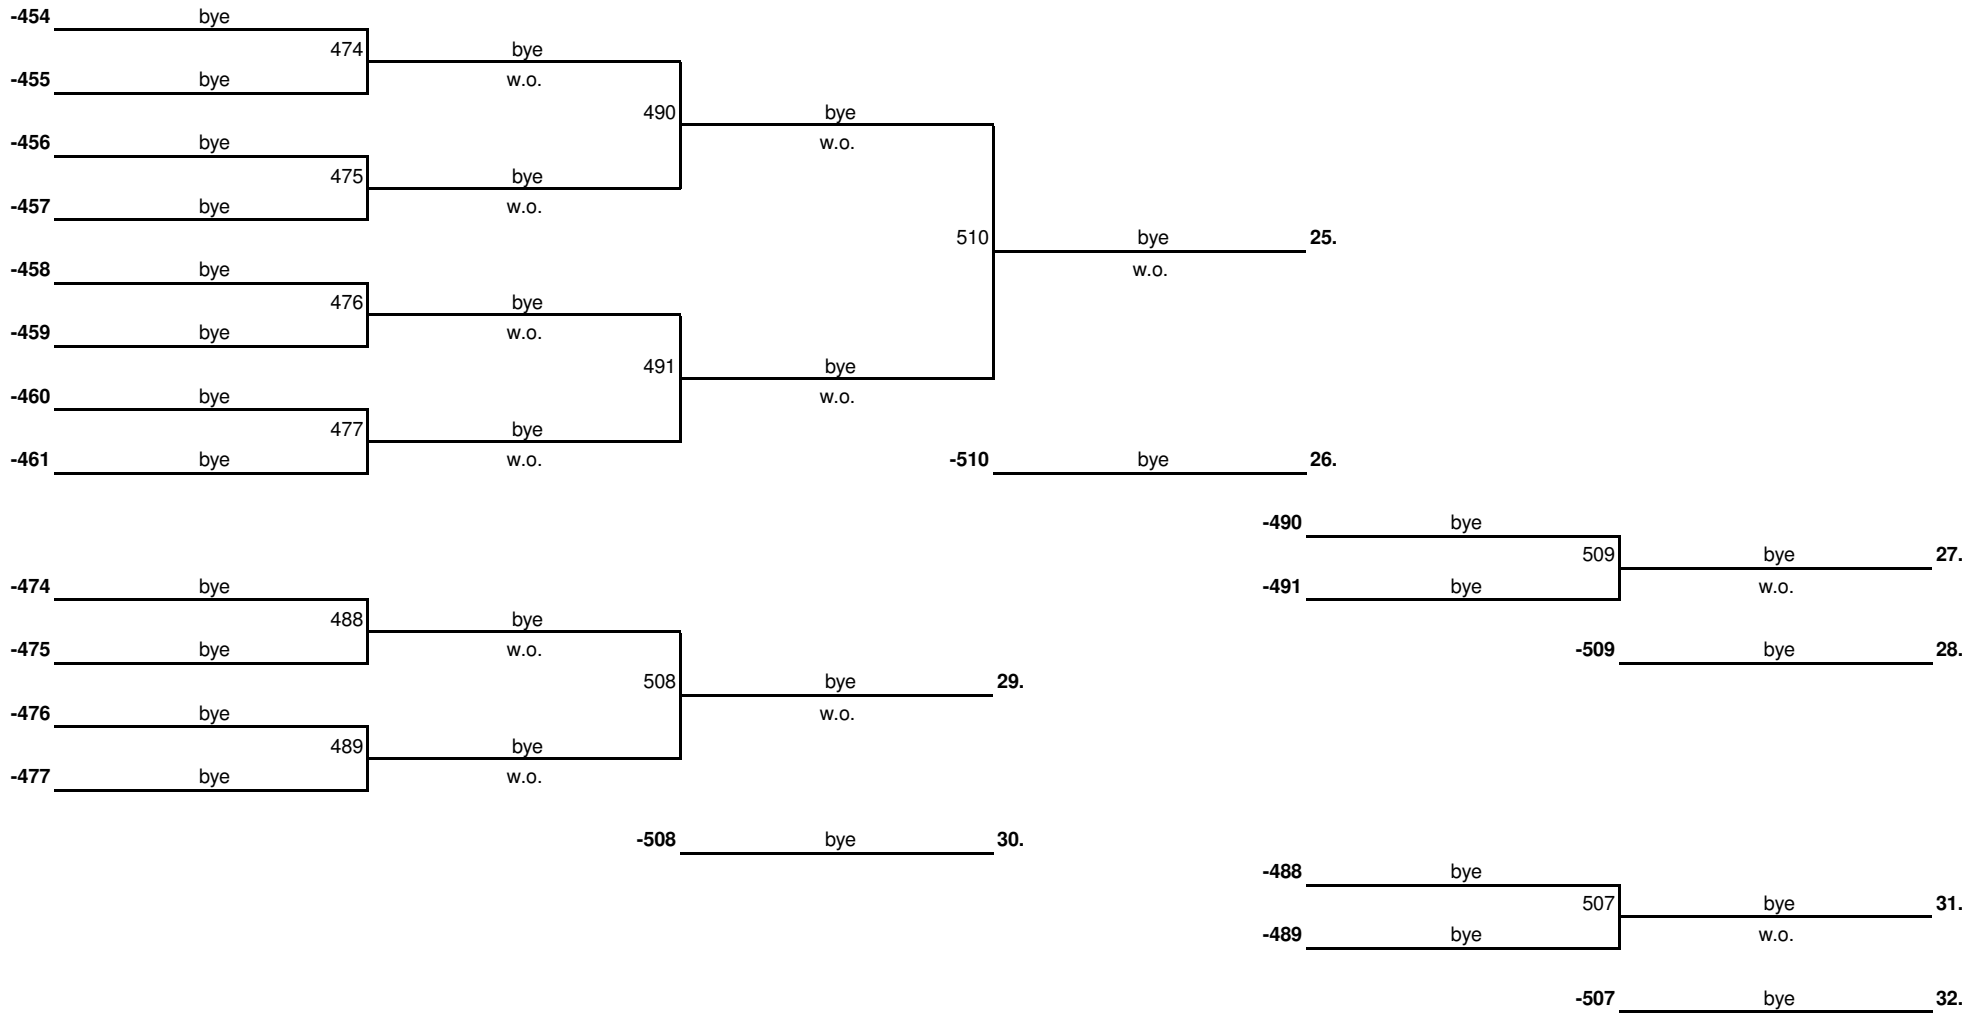 -454 bye
474 bye
-455 bye w.o.
490 bye
-456 bye w.o.
475 bye
-457 bye w.o.
510 bye 25.
-458 bye w.o.
476 bye
-459 bye w.o.
491 bye
-460 bye w.o.
477 bye
-461 bye w.o. -510 bye 26.
-490 bye
509 bye 27.
-474 bye -491 bye w.o.
488 bye
-475 bye w.o. -509 bye 28.
508 bye 29.
-476 bye w.o.
489 bye
-477 bye w.o.
-508 bye 30.
-488 bye
507 bye 31.
-489 bye w.o.
-507 bye 32.